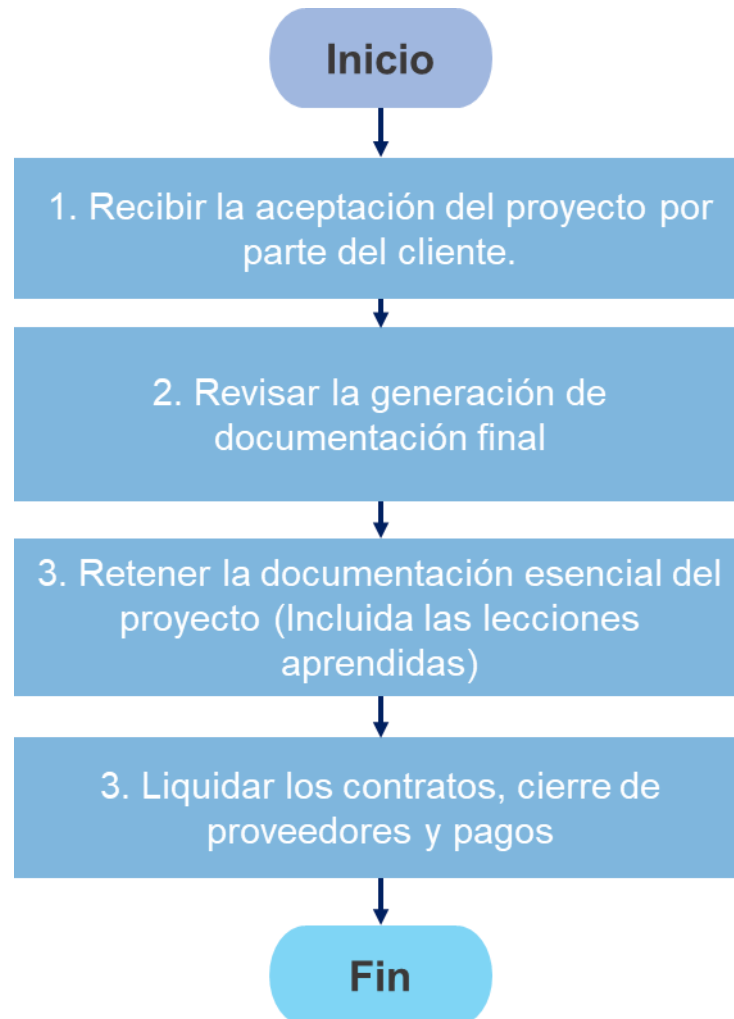 Inicio
1. Recibir la aceptación del proyecto por
parte del cliente.
2. Revisar la generación de
documentación final
3. Retener la documentación esencial del
proyecto (Incluida las lecciones
aprendidas)
3. Liquidar los contratos, cierre de
proveedores y pagos
Fin